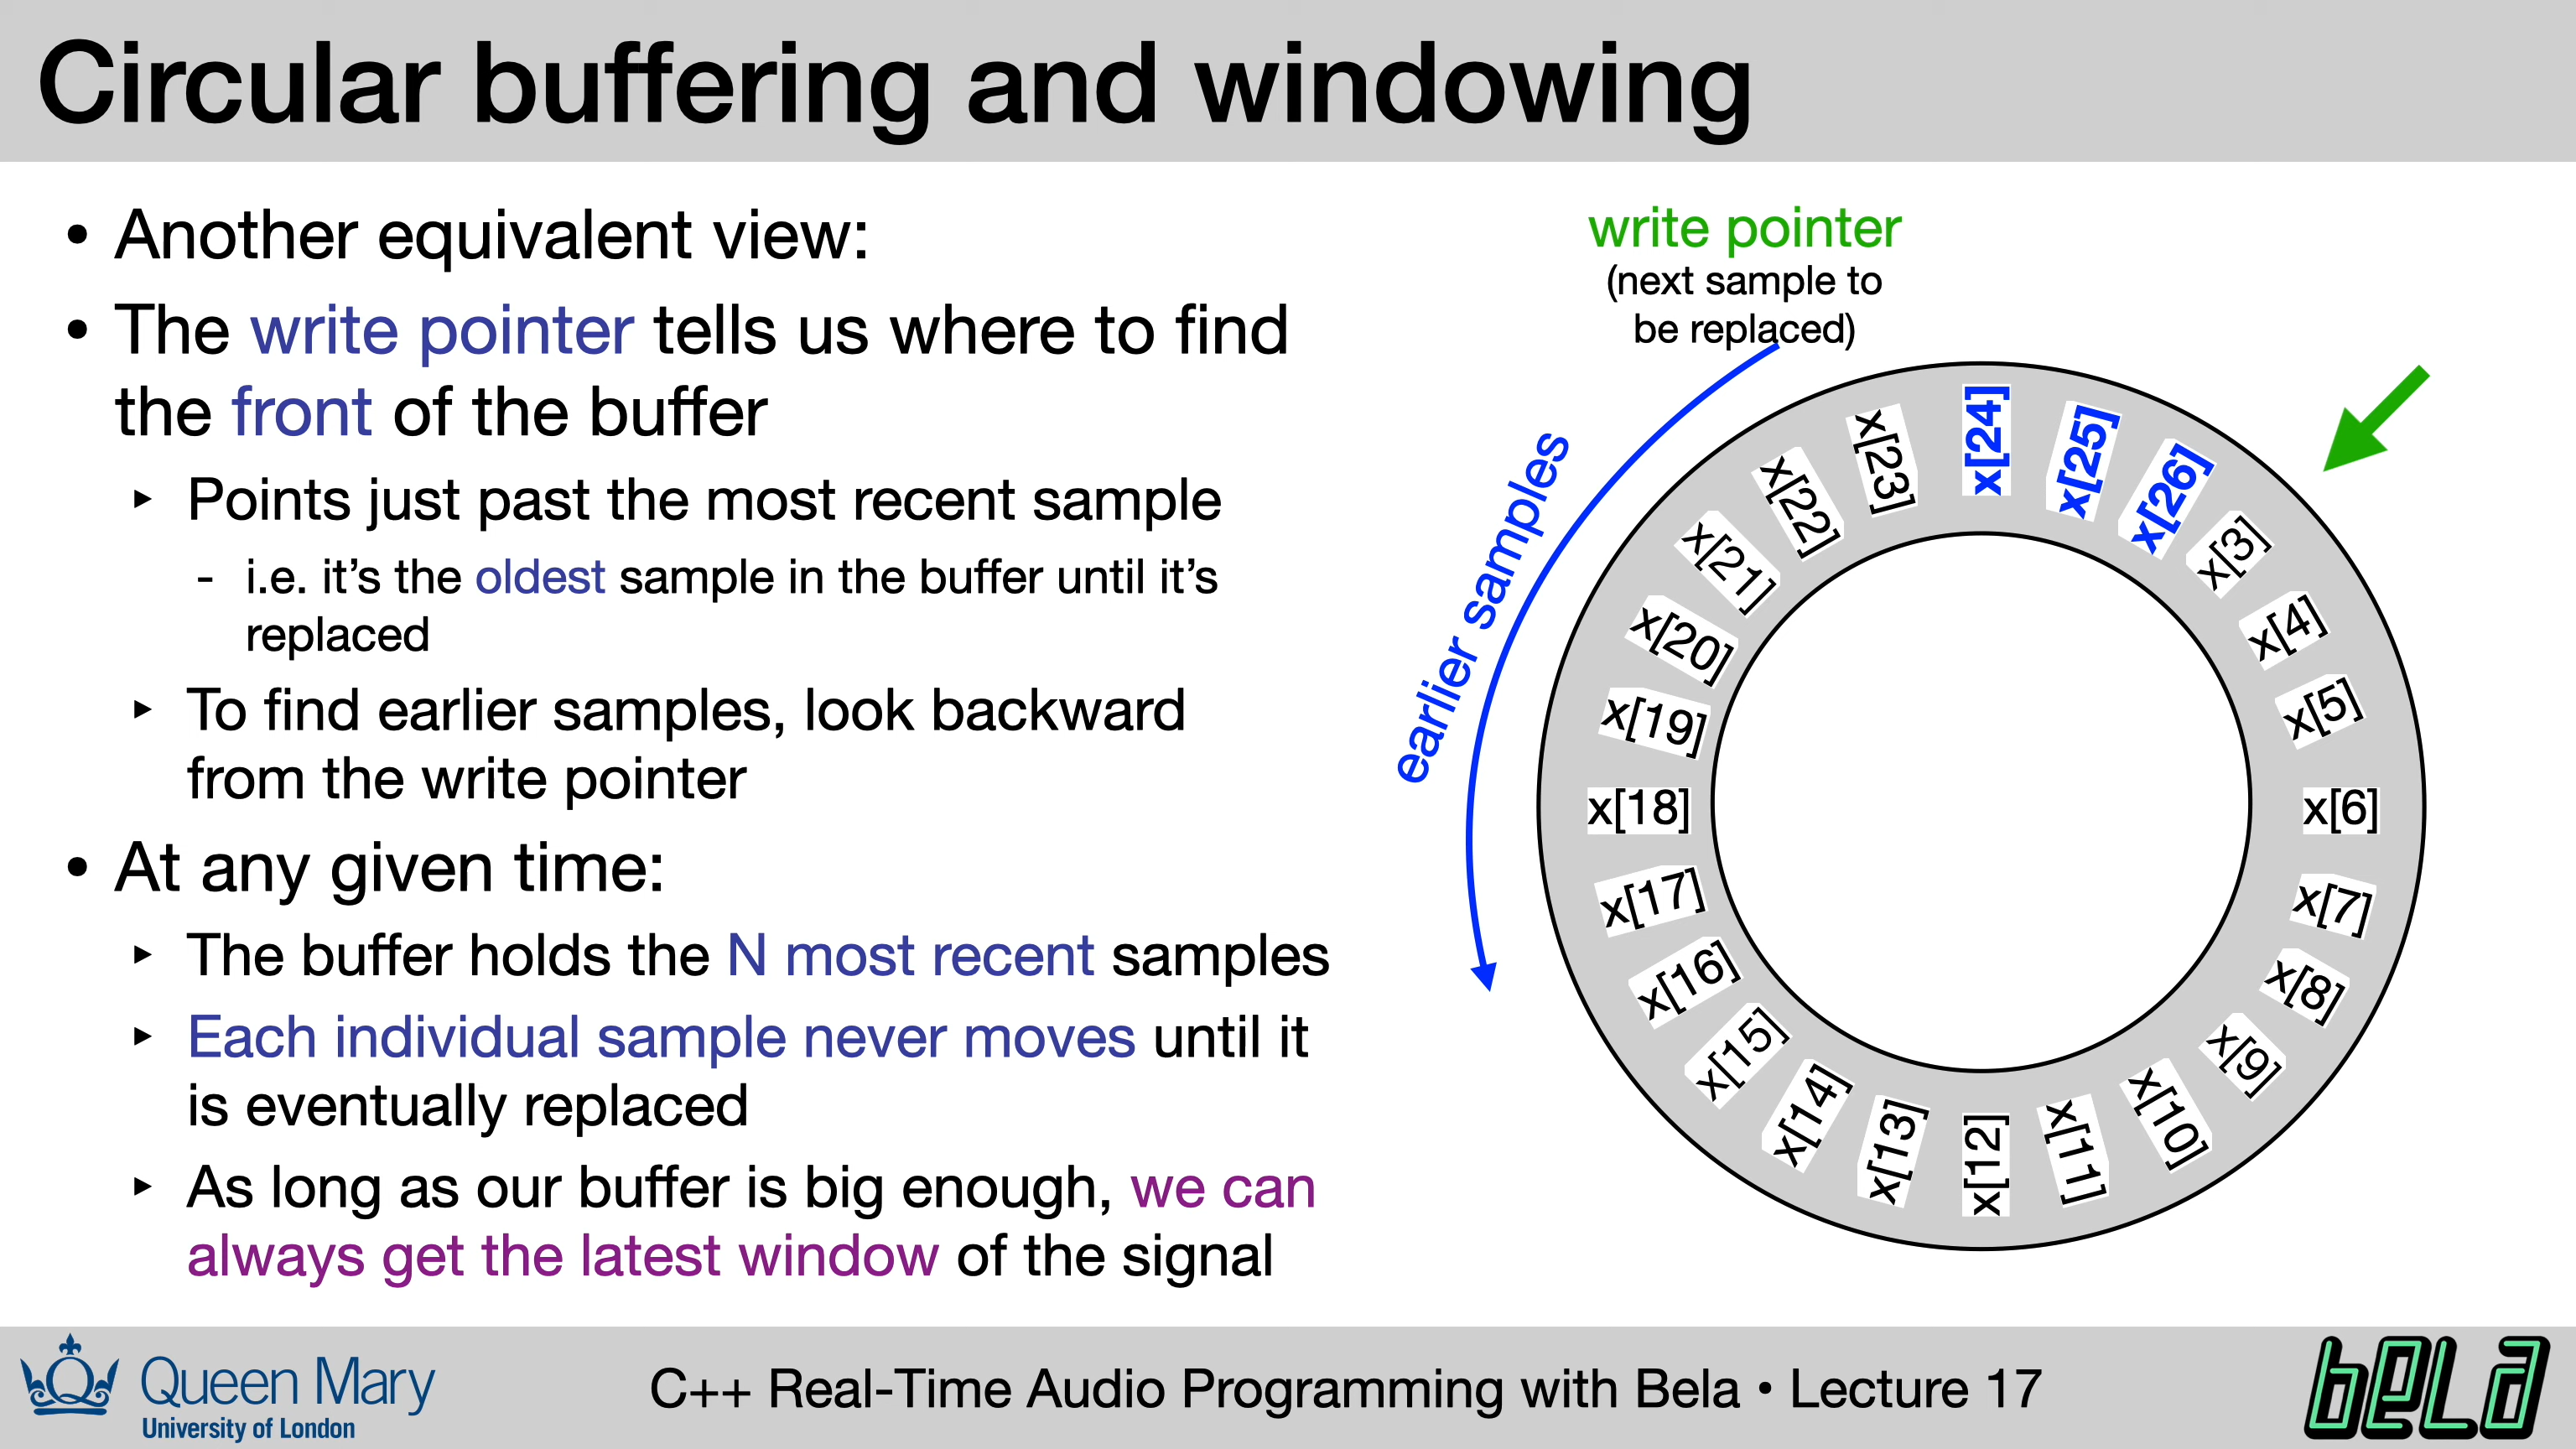 Circular buffering and windowing
• Another equivalent view:
• The write pointer tells us where to find
the front of the buffer
‣ Points just past the most recent sample
- i.e. it’s the oldest sample in the buffer until it’s
replaced
‣ To find earlier samples, look backward
from the write pointer
• At any given time:
‣ The buffer holds the N most recent samples
‣ Each individual sample never moves until it
is eventually replaced
‣ As long as our buffer is big enough, we can
always get the latest window of the signal
write pointer
(next sample to
be replaced)
earlier samples
x[24]
x[25]
x[26]
x[3]
x[4]
x[5]
x[6]
x[7]
x[8]
x[9]
x[10]
x[11]
x[12]
x[13]
x[14]
x[15]
x[16]
x[17]
x[18]
x[19]
x[20]
x[21]
x[22]
x[23]
Queen Mary
University of London
C++ Real-Time Audio Programming with Bela • Lecture 17
bela